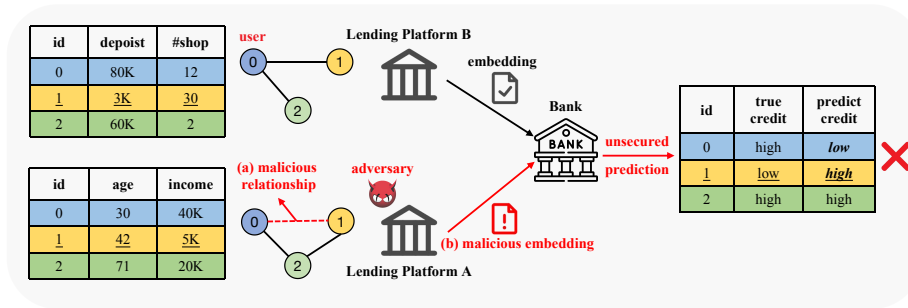 id depoist #shop
0 80K 12
1 3K 30
2 60K 2
user
0 1
2
Lending Platform B
embedding
Bank
BANK
unsecured
prediction
id true credit predict credit
0 high low
1 low high
2 high high
id age income
0 30 40K
1 42 5K
2 71 20K
(a) malicious
relationship
0 1
2
adversary
Lending Platform A
(b) malicious embedding